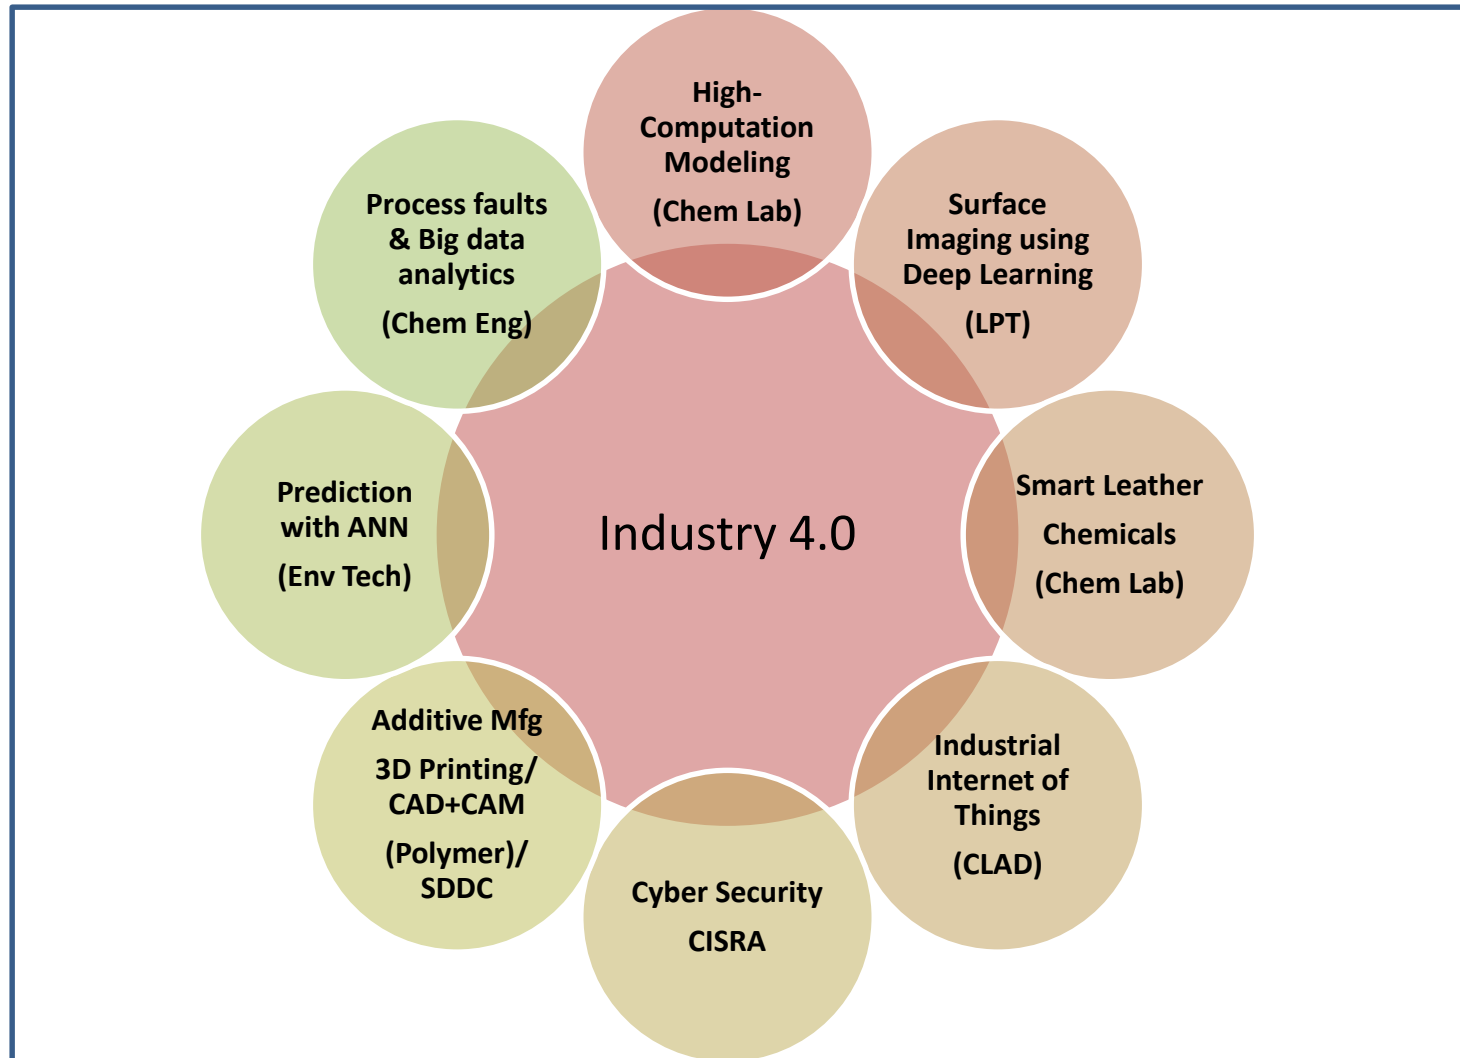 High-
Computation
Modeling
(Chem Lab)
Surface
Imaging using
Deep Learning
(LPT)
Smart Leather
Chemicals
(Chem Lab)
Industrial
Internet of
Things
(CLAD)
Cyber Security
CISRA
Additive Mfg
3D Printing/
CAD+CAM
(Polymer)/
SDDC
Prediction
with ANN
(Env Tech)
Process faults
& Big data
analytics
(Chem Eng)
Industry 4.0